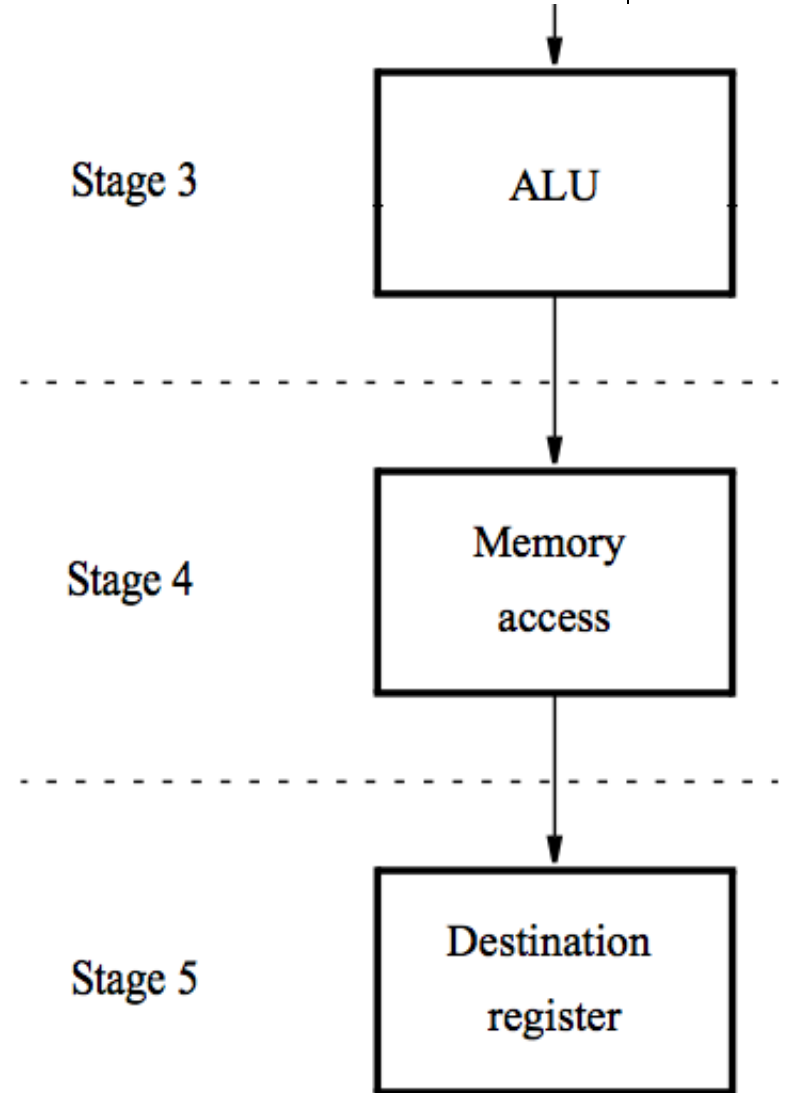 Stage 3
ALU
Stage 4
Memory
access
Stage 5
Destination
register